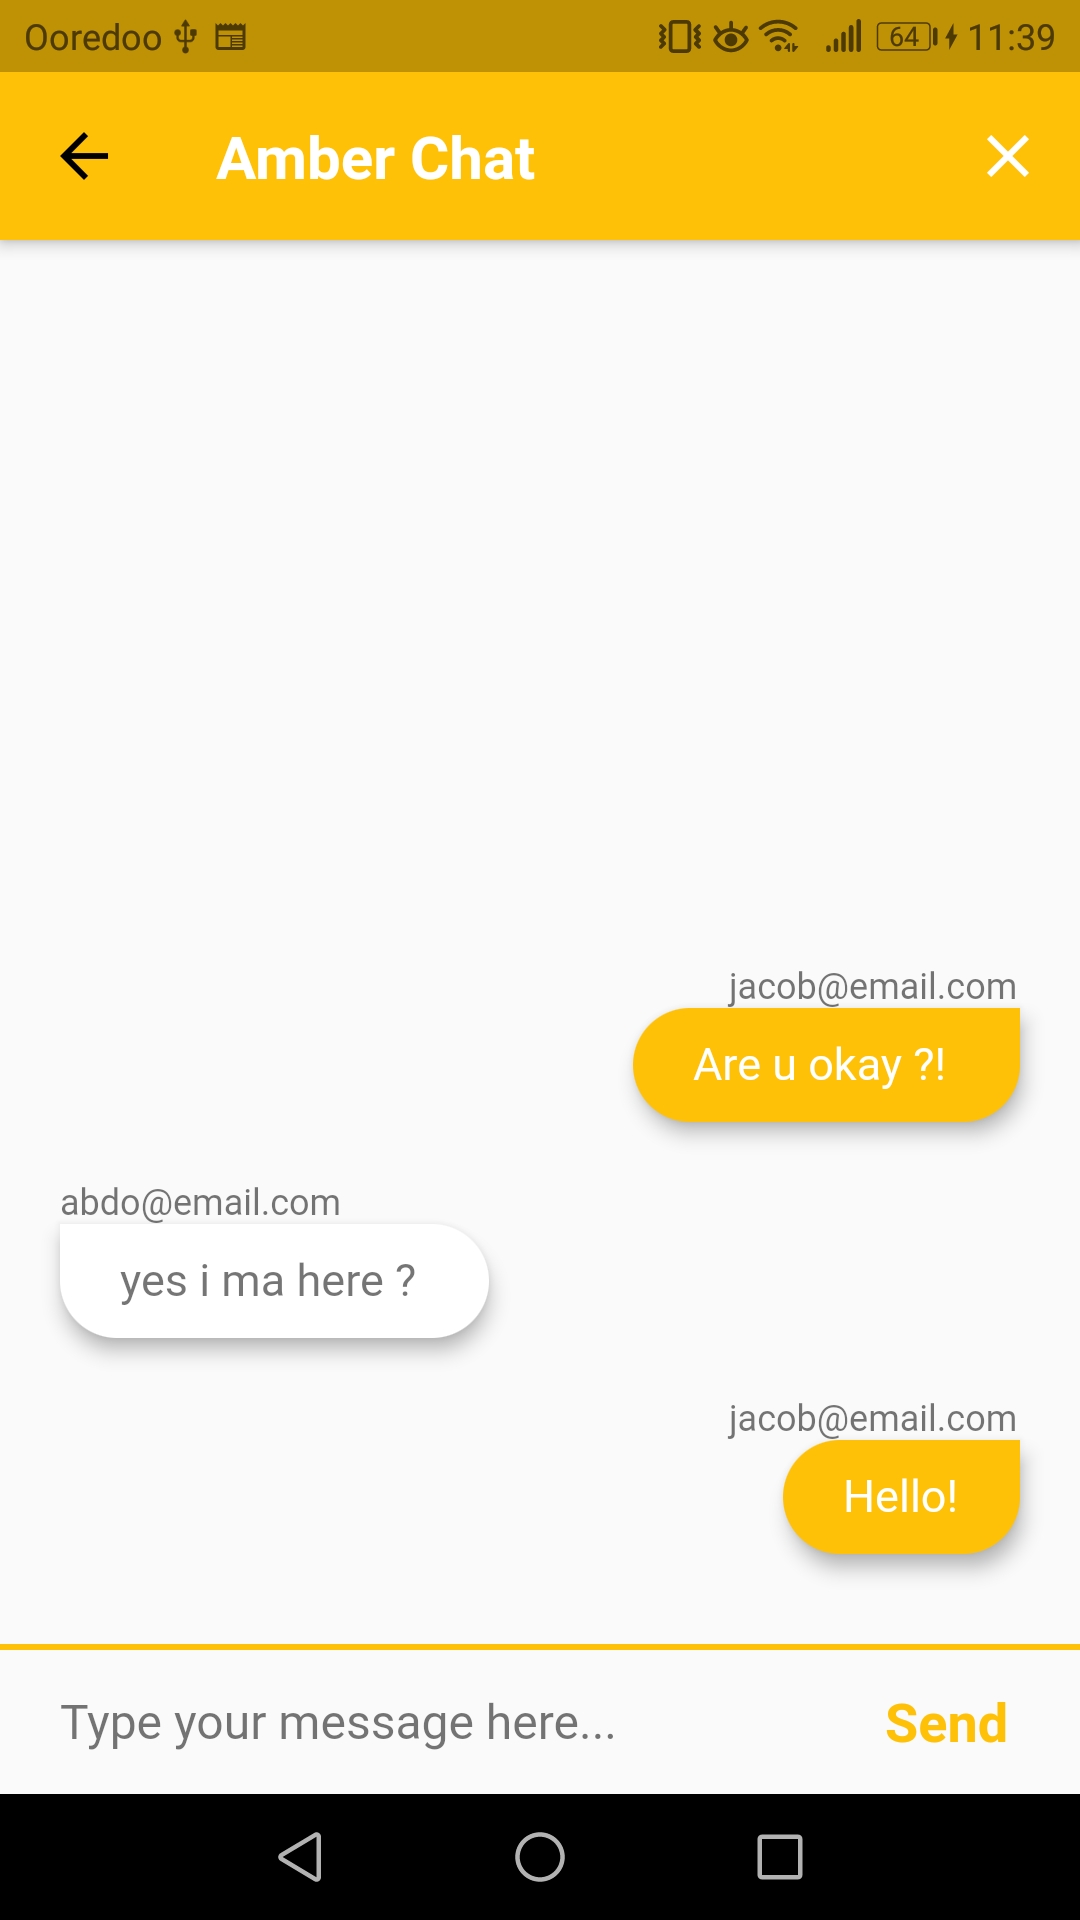 Ooredoo 64 11:39
Amber Chat
jacob@email.com
Are u okay ?!
abdo@email.com
yes i ma here ?
jacob@email.com
Hello!
Type your message here... Send